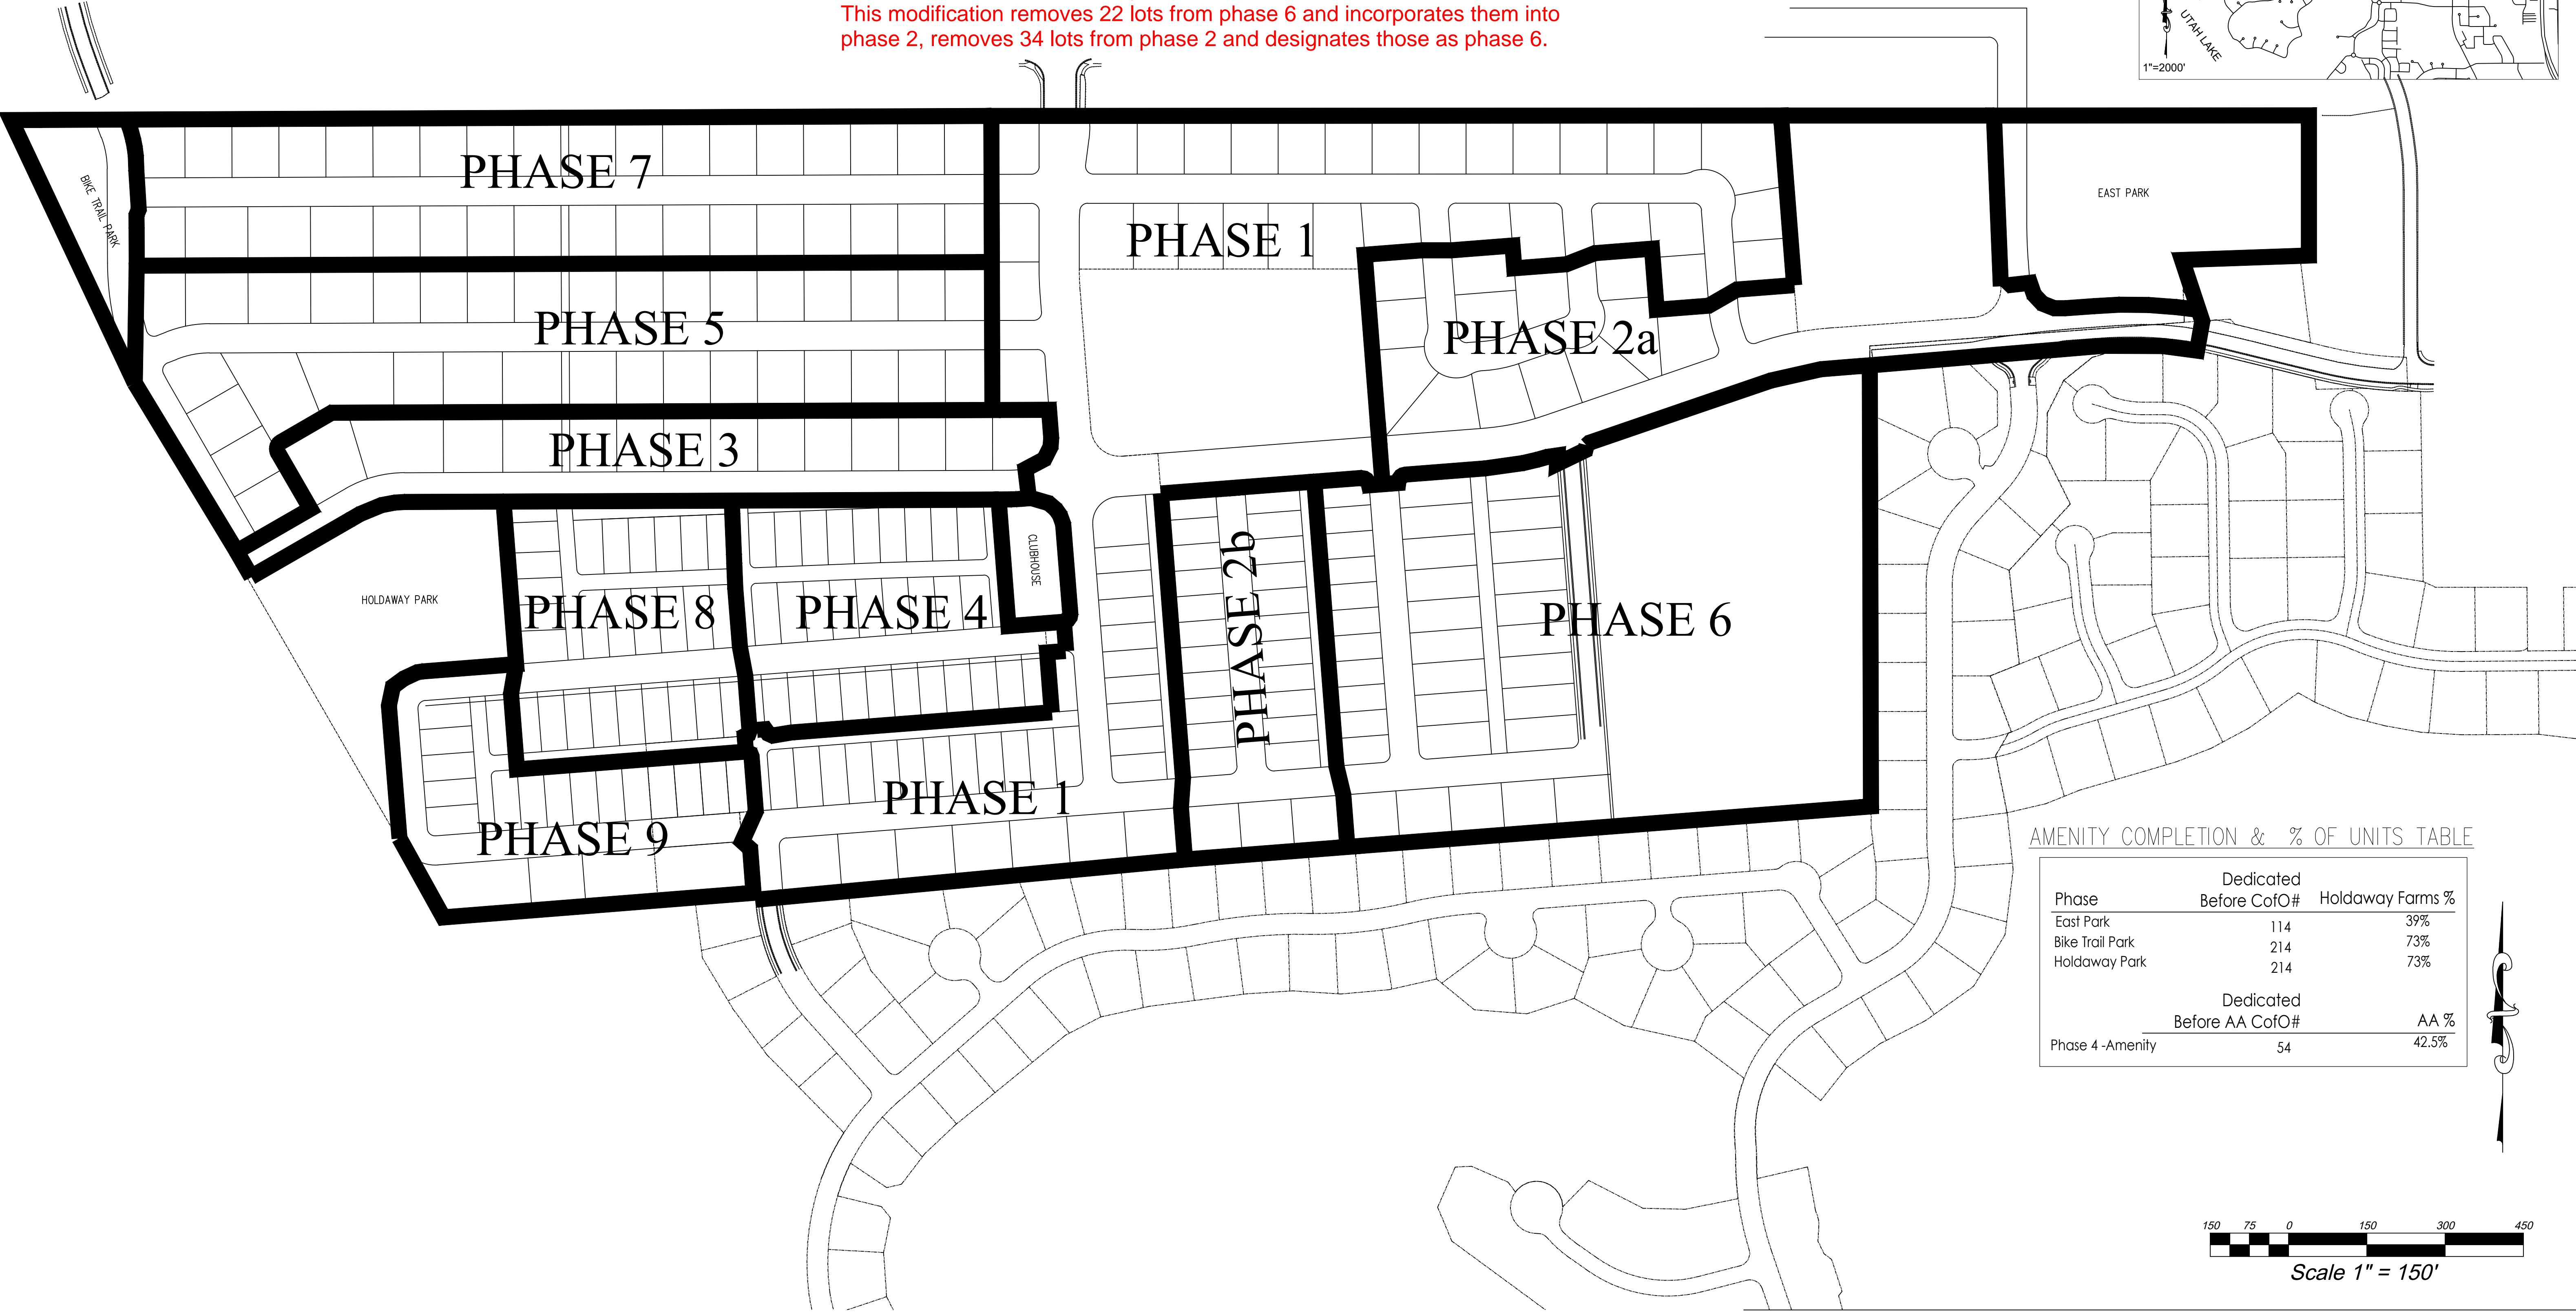 This modification removes 22 lots from phase 6 and incorporates them into
phase 2, removes 34 lots from phase 2 and designates those as phase 6.
UTAH LAKE
1"=2000'
PHASE 7
BIKE TRAIL PARK
EAST PARK
PHASE 1
PHASE 5
PHASE 2a
PHASE 3
CLUBHOUSE
PHASE 2b
HOLDAWAY PARK
PHASE 8
PHASE 4
PHASE 6
PHASE 1
PHASE 9
AMENITY COMPLETION & % OF UNITS TABLE
Dedicated
Phase Before CofO# Holdaway Farms %
East Park 114 39%
Bike Trail Park 214 73%
Holdaway Park 214 73%
Dedicated
Before AA CofO# AA %
Phase 4 -Amenity 54 42.5%
150 75 0 150 300 450
Scale 1" = 150'